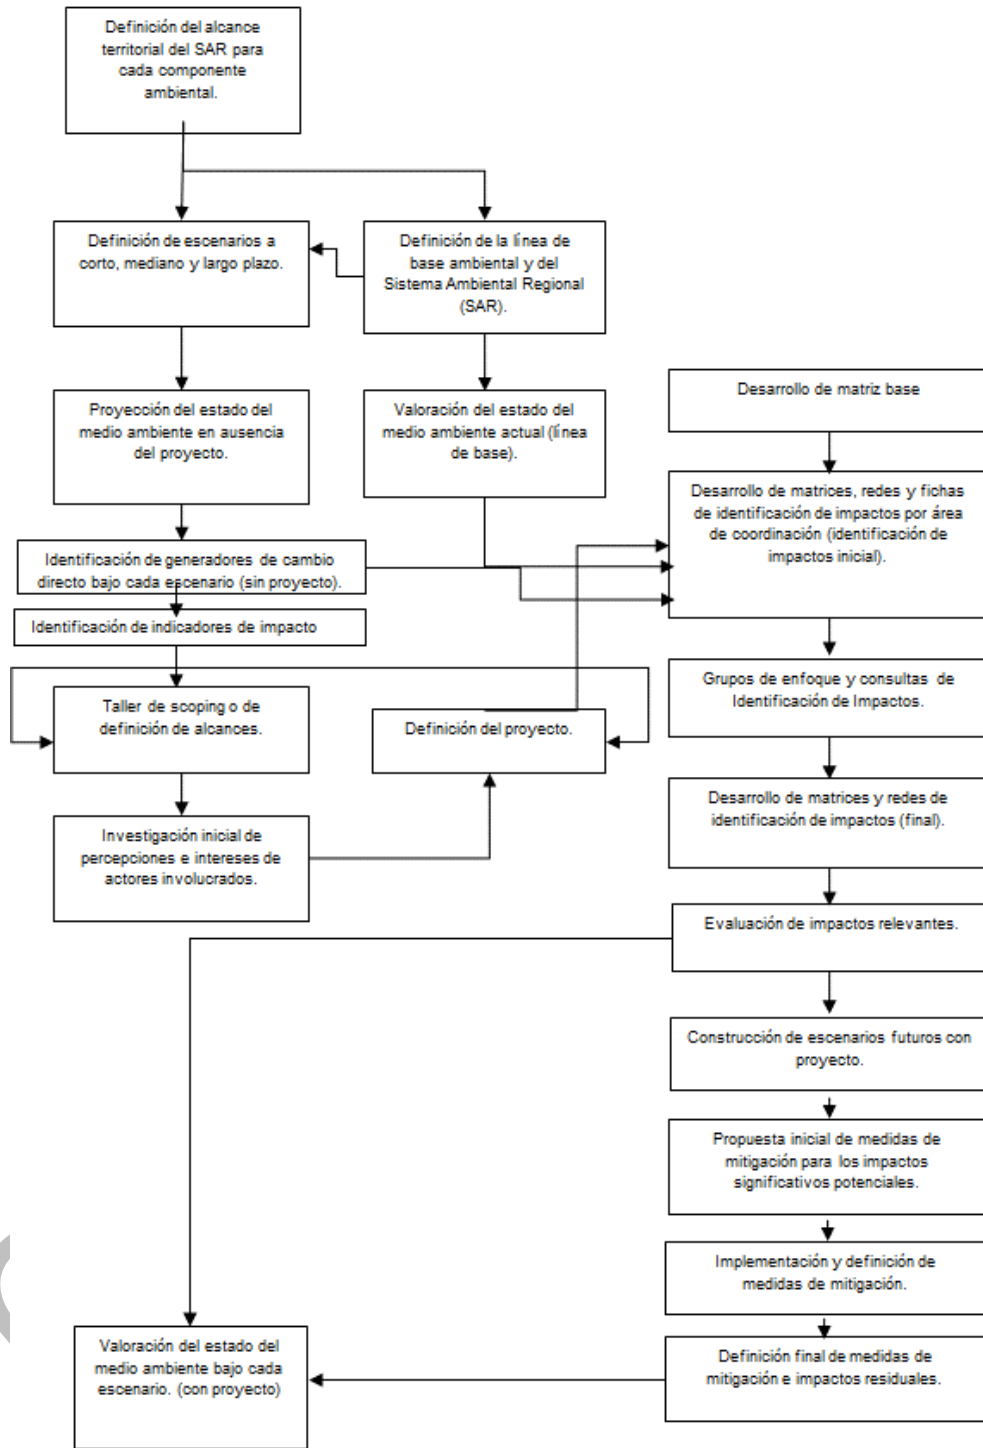 Definición del alcance
territorial del SAR para
cada componente
ambiental.
Definición de escenarios a
corto, mediano y largo plazo.
Definición de la línea de
base ambiental y del
Sistema Ambiental Regional
(SAR).
Proyección del estado del
medio ambiente en ausencia
del proyecto.
Valoración del estado del
medio ambiente actual (línea
de base).
Identificación de generadores de cambio
directo bajo cada escenario (sin proyecto).
Identificación de indicadores de impacto
Taller de scoping o de
definición de alcances.
Definición del proyecto.
Investigación inicial de
percepciones e intereses de
actores involucrados.
Desarrollo de matriz base
Desarrollo de matrices, redes y fichas
de identificación de impactos por área
de coordinación (identificación de
impactos inicial).
Grupos de enfoque y consultas de
Identificación de Impactos.
Desarrollo de matrices y redes de
identificación de impactos (final).
Evaluación de impactos relevantes.
Construcción de escenarios futuros con
proyecto.
Propuesta inicial de medidas de
mitigación para los impactos
significativos potenciales.
Implementación y definición de
medidas de mitigación.
Definición final de medidas de
mitigación e impactos residuales.
Valoración del estado del
medio ambiente bajo cada
escenario. (con proyecto)